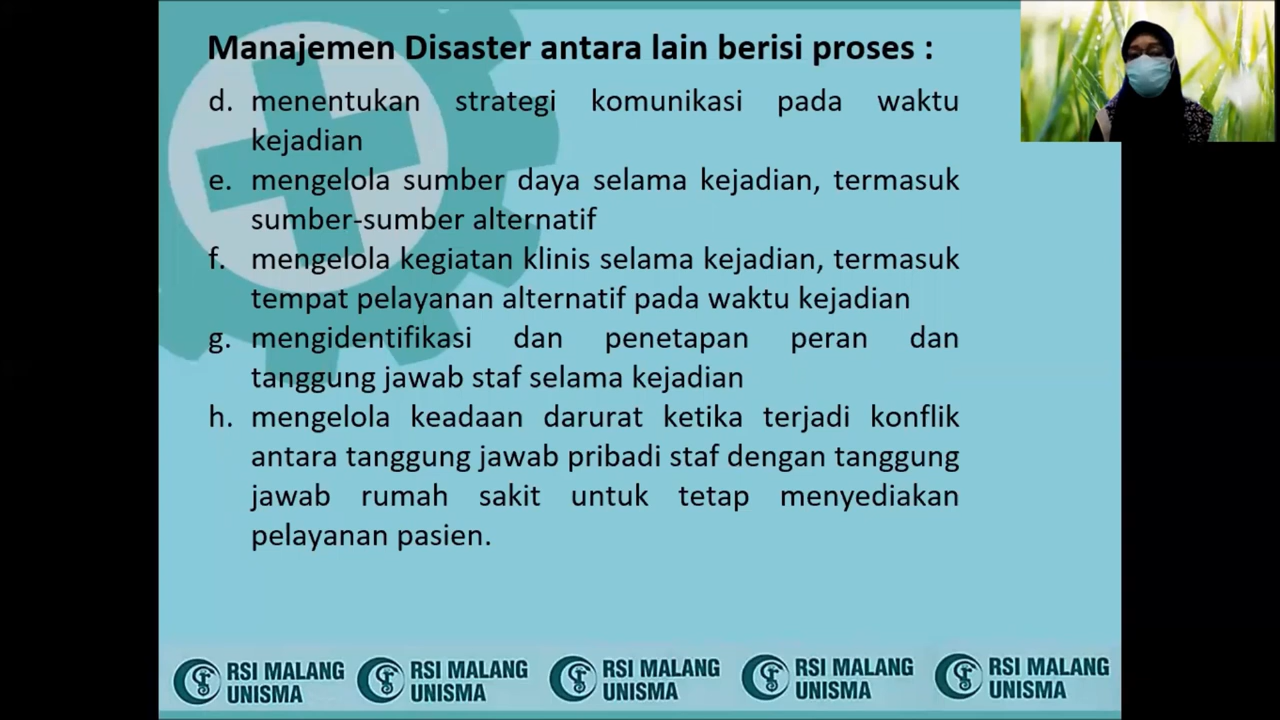 Manajemen Disaster antara lain berisi proses :
d. menentukan strategi komunikasi pada waktu
kejadian
e. mengelola sumber daya selama kejadian, termasuk
sumber-sumber alternatif
f. mengelola kegiatan klinis selama kejadian, termasuk
tempat pelayanan alternatif pada waktu kejadian
g. mengidentifikasi dan penetapan peran dan
tanggung jawab staf selama kejadian
h. mengelola keadaan darurat ketika terjadi konflik
antara tanggung jawab pribadi staf dengan tanggung
jawab rumah sakit untuk tetap menyediakan
pelayanan pasien.
RSI MALANG
UNISMA
RSI MALANG
UNISMA
RSI MALANG
UNISMA
RSI MALANG
UNISMA
RSI MALANG
UNISMA